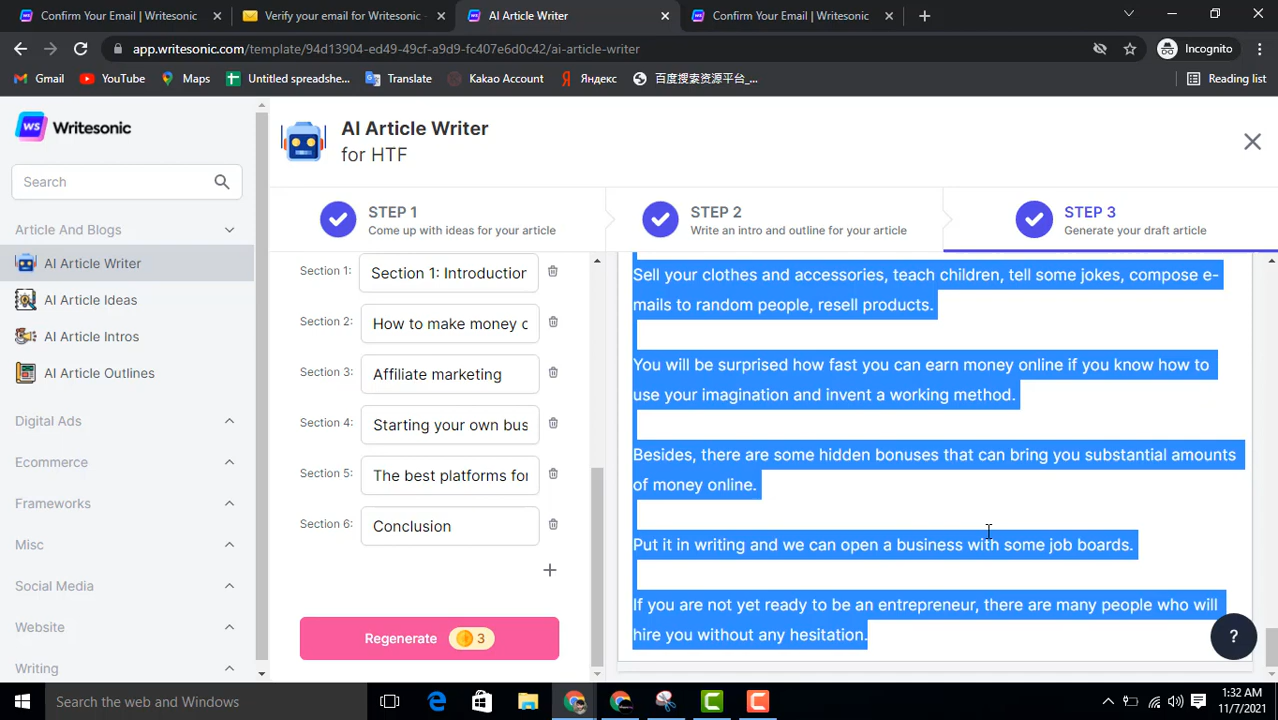 Confirm Your Email | Writesonic
Verify your email for Writesonic -
AI Article Writer
Confirm Your Email | Writesonic
app.writesonic.com/template/94d13904-ed49-49cf-a9d9-fc407e6d0c42/ai-article-writer
Incognito
Gmail
YouTube
Maps
Untitled spreadshe...
Translate
Kakao Account
Яндекс
百度搜索资源平台_...
Reading list
WS
Writesonic
AI Article Writer
for HTF
Search
STEP 1
Come up with ideas for your article
STEP 2
Write an intro and outline for your article
STEP 3
Generate your draft article
Article And Blogs
AI Article Writer
AI Article Ideas
AI Article Intros
AI Article Outlines
Digital Ads
Ecommerce
Frameworks
Misc
Social Media
Website
Writing
Section 1: Section 1: Introduction
Section 2: How to make money c
Section 3: Affiliate marketing
Section 4: Starting your own bus
Section 5: The best platforms for
Section 6: Conclusion
Regenerate 3
Sell your clothes and accessories, teach children, tell some jokes, compose e-
mails to random people, resell products.
You will be surprised how fast you can earn money online if you know how to
use your imagination and invent a working method.
Besides, there are some hidden bonuses that can bring you substantial amounts
of money online.
Put it in writing and we can open a business with some job boards.
If you are not yet ready to be an entrepreneur, there are many people who will
hire you without any hesitation.
?
Search the web and Windows
1:32 AM
11/7/2021